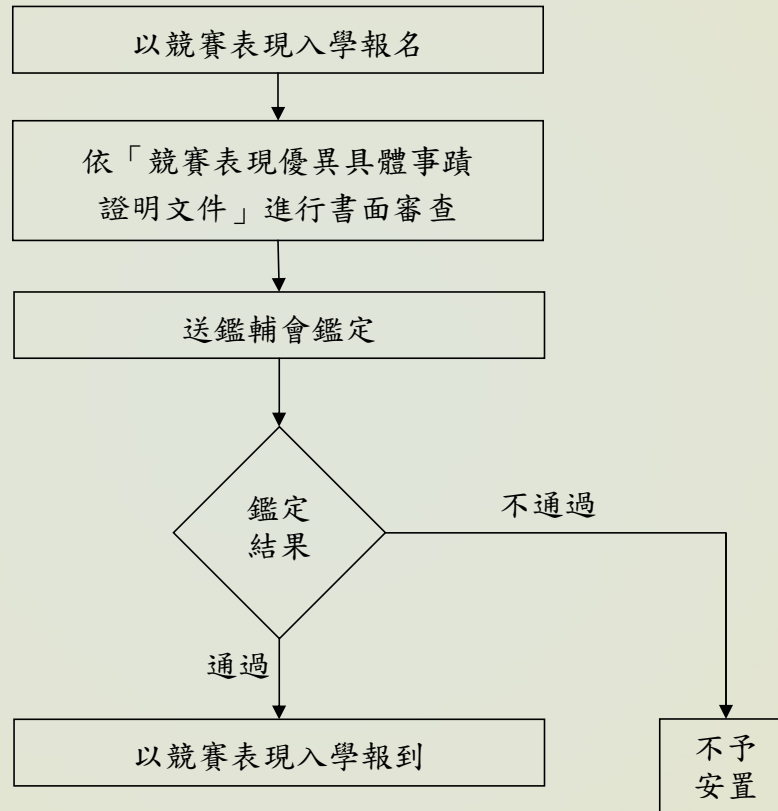 以競賽表現入學報名
依「競賽表現優異具體事蹟
證明文件」進行書面審查
送鑑輔會鑑定
鑑定
結果
不通過
通過
以競賽表現入學報到
不予
安置